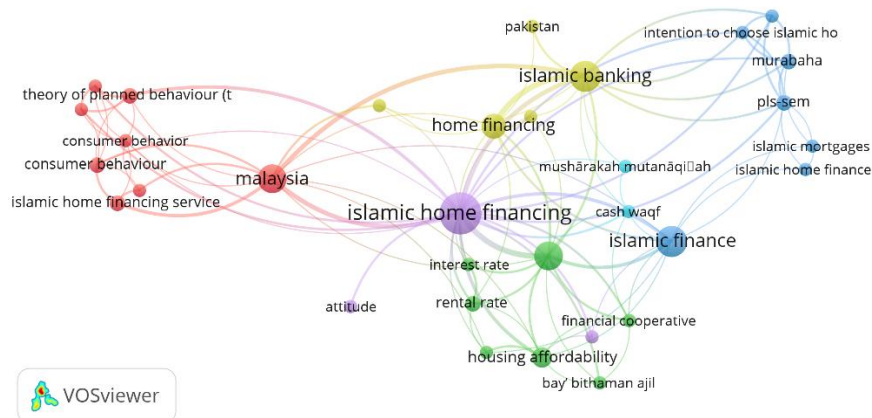 pakistan
intention to choose islamic ho
islamic banking
murabaha
theory of planned behaviour (t
pls-sem
home financing
consumer behavior
islamic mortgages
consumer behaviour
mushārakah mutanāqi□ah
islamic home finance
malaysia
islamic home financing service
islamic home financing
cash waqf
islamic finance
interest rate
attitude
rental rate
financial cooperative
housing affordability
bay' bithaman ajil
VOSviewer